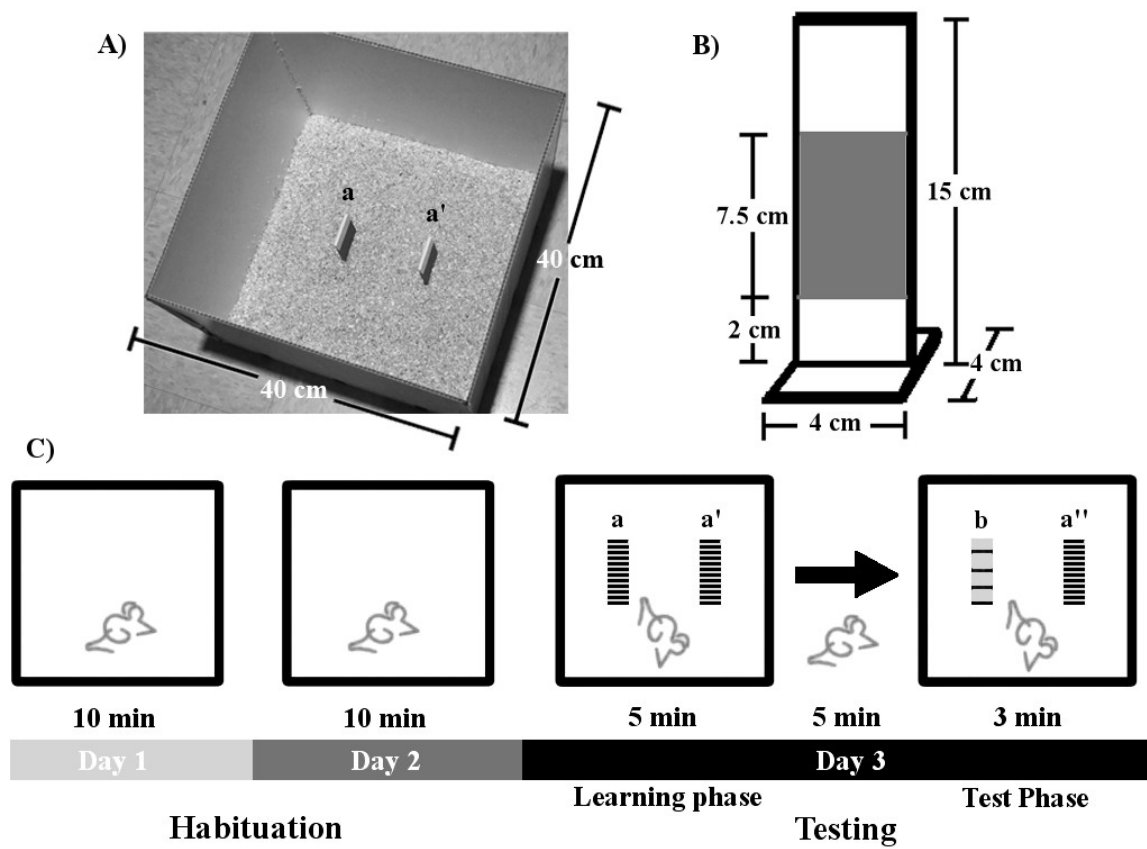 A)
a
a'
40 cm
40 cm
B)
7.5 cm
2 cm
15 cm
4 cm
4 cm
C)
a a'
b a''
10 min 10 min 5 min 5 min 3 min
Day 1 Day 2 Day 3
Learning phase Test Phase
Habituation Testing